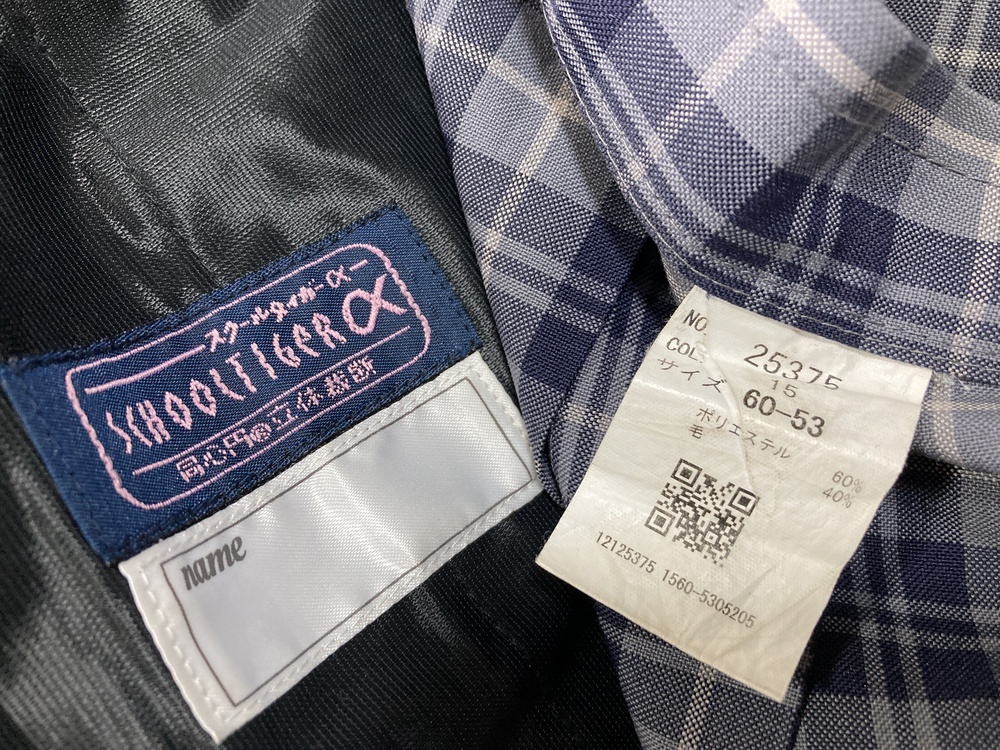 スクールタイガーα
SCHOOLTIGER α
同心円立体裁断
name
NO. 25375
COL. 15
サイズ 60-53
ポリエステル 60%
毛 40%
12125375 1560-5305205